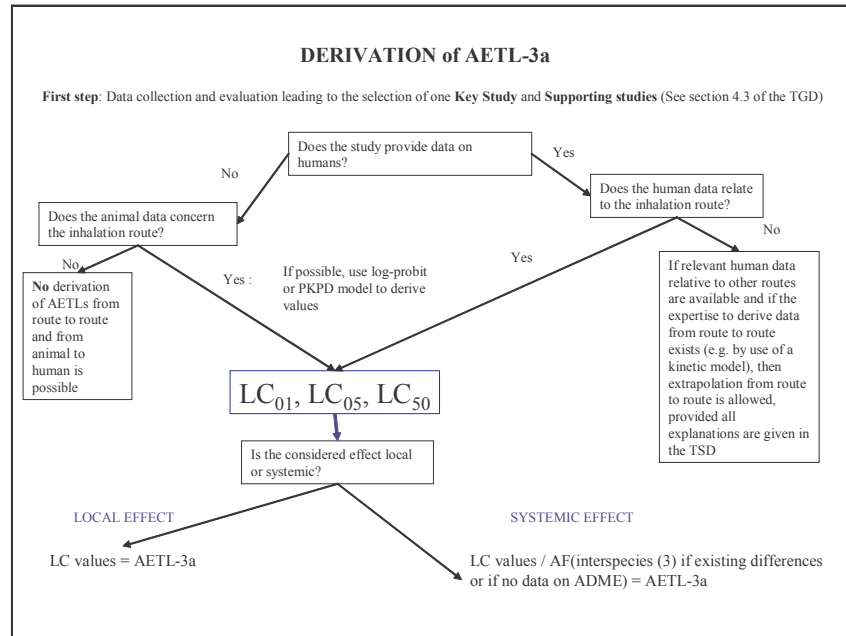 DERIVATION of AETL-3a
First step: Data collection and evaluation leading to the selection of one Key Study and Supporting studies (See section 4.3 of the TGD)
Does the study provide data on
humans?
No
Yes
Does the animal data concern
the inhalation route?
Does the human data relate
to the inhalation route?
No
Yes :
If possible, use log-probit
or PKPD model to derive
values
Yes
No
No derivation
of AETLs from
route to route
and from
animal to
human is
possible
If relevant human data
relative to other routes
are available and if the
expertise to derive data
from route to route
exists (e.g. by use of a
kinetic model), then
extrapolation from route
to route is allowed,
provided all
explanations are given in
the TSD
LC01, LC05, LC50
Is the considered effect local
or systemic?
LOCAL EFFECT
SYSTEMIC EFFECT
LC values = AETL-3a
LC values / AF(interspecies (3) if existing differences
or if no data on ADME) = AETL-3a